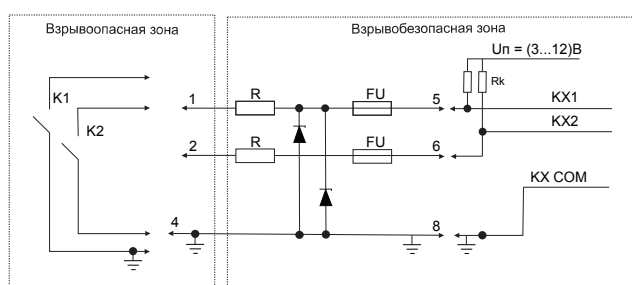 Взрывоопасная зона
Взрывобезопасная зона
Uп = (3...12)В
Rk
K1
1
R
FU
5
KX1
K2
KX2
2
R
FU
6
KX COM
4
8